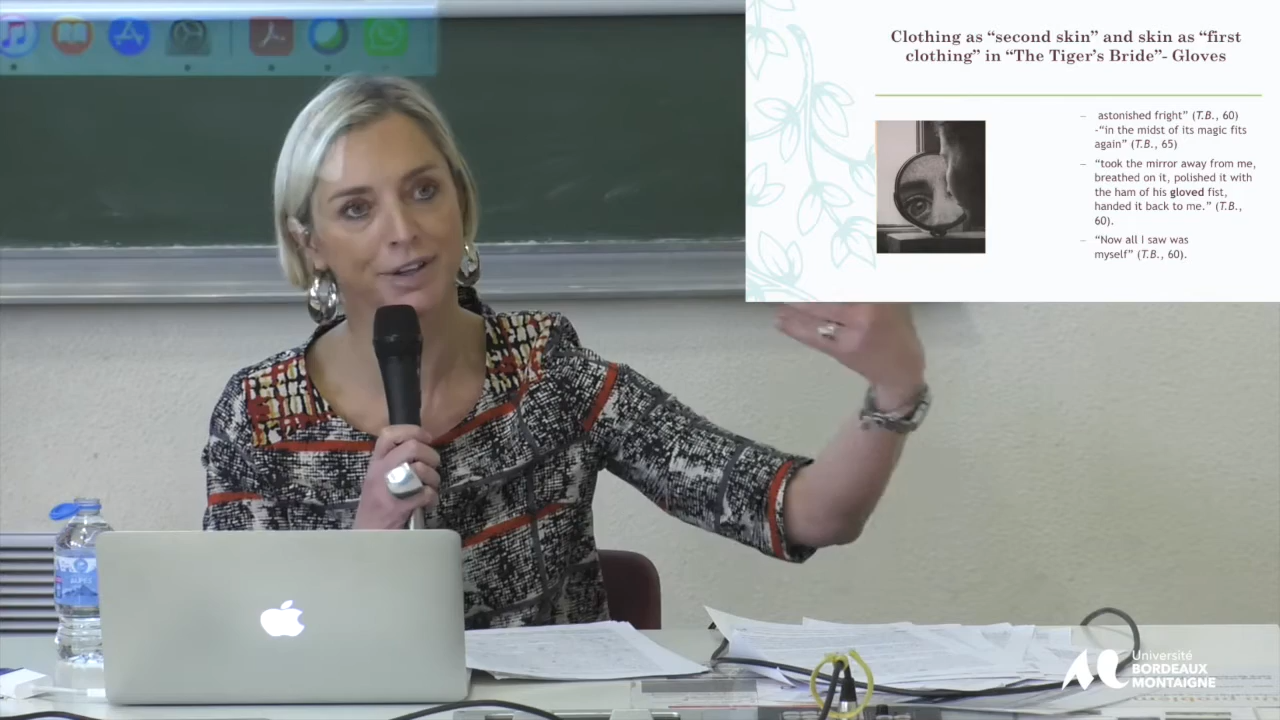 Clothing as “second skin” and skin as “first
clothing” in “The Tiger’s Bride”- Gloves
– astonished fright” (T.B., 60)
-“in the midst of its magic fits
again” (T.B., 65)
– “took the mirror away from me,
breathed on it, polished it with
the ham of his gloved fist,
handed it back to me.” (T.B.,
60).
– “Now all I saw was
myself” (T.B., 60).
Université
BORDEAUX
MONTAIGNE